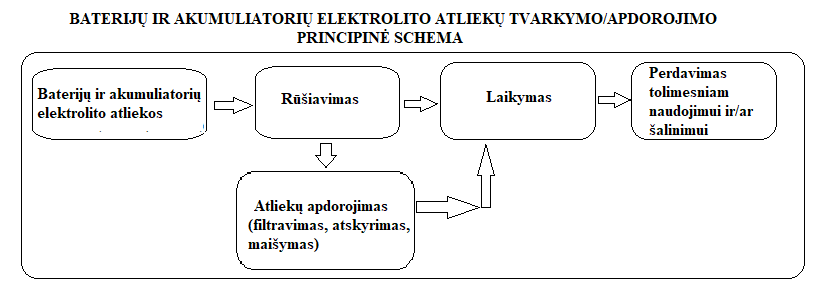 BATERIJŲ IR AKUMULIATORIŲ ELEKTROLITO ATLIEKŲ TVARKYMO/APDOROJIMO
PRINCIPINĖ SCHEMA
Baterijų ir akumuliatorių
elektrolito atliekos
Rūšiavimas
Laikymas
Perdavimas
tolimesniam
naudojimui ir/ar
šalinimui
Atliekų apdorojimas
(filtravimas, atskyrimas,
maišymas)